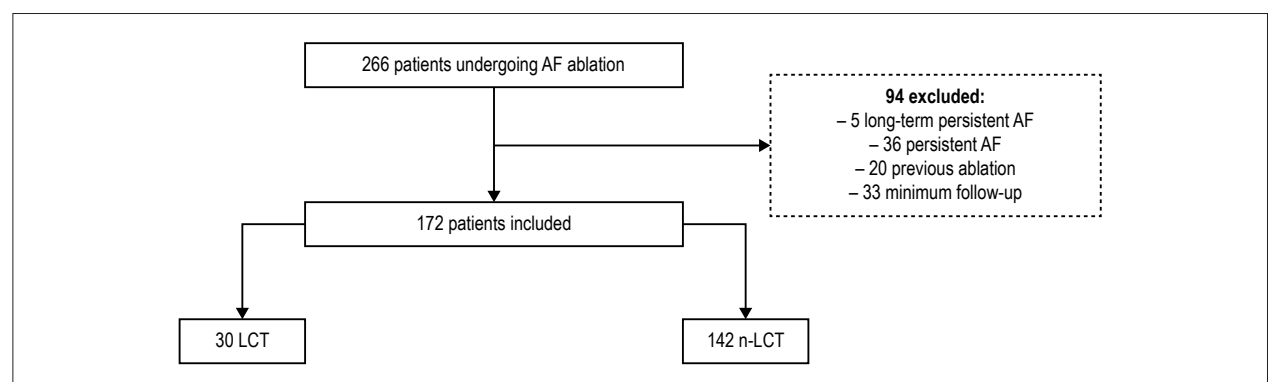 266 patients undergoing AF ablation
94 excluded:
– 5 long-term persistent AF
– 36 persistent AF
– 20 previous ablation
– 33 minimum follow-up
172 patients included
30 LCT
142 n-LCT